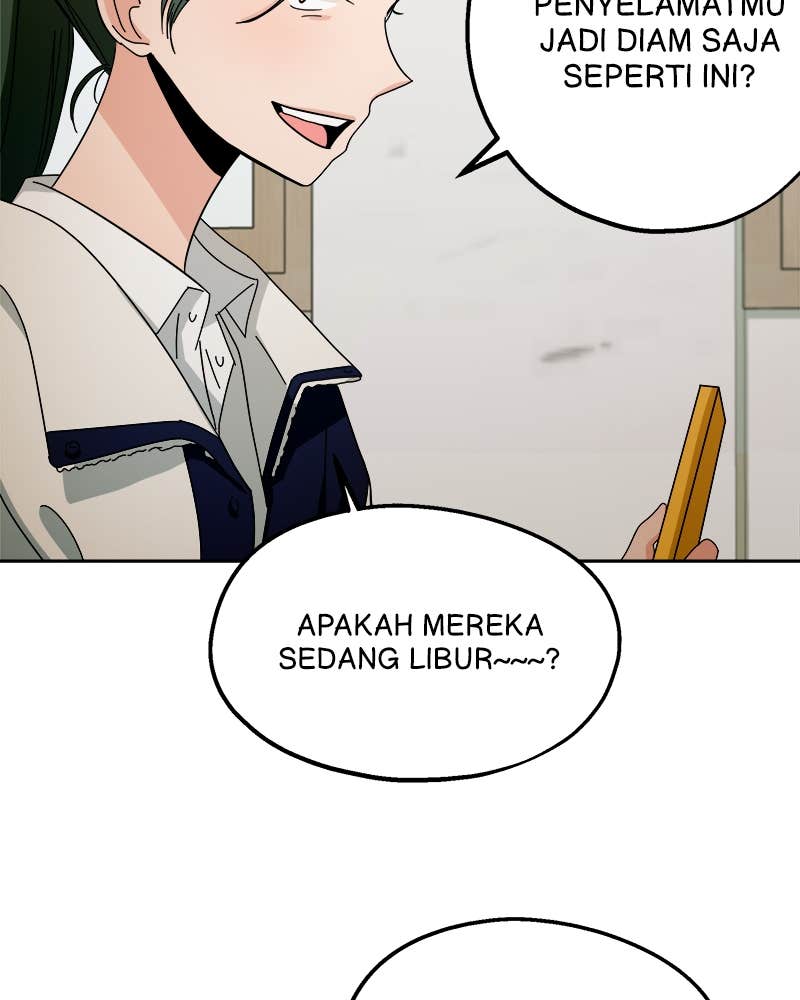 PENYELAMATMU
JADI DIAM SAJA
SEPERTI INI?
APAKAH MEREKA
SEDANG LIBUR~~~?